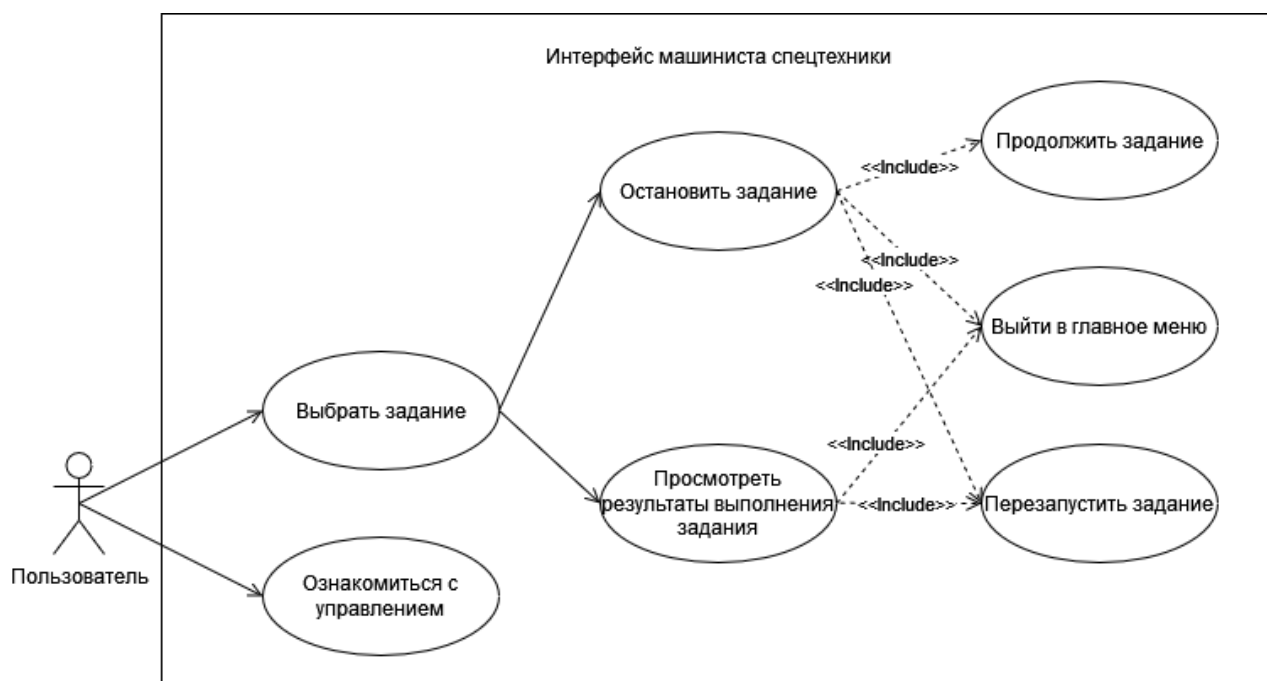 Интерфейс машиниста спецтехники
Продолжить задание
<<Include>>
Остановить задание
<<Include>>
<<Include>>
Выйти в главное меню
Выбрать задание
<<Include>>
Просмотреть
результаты выполнения
задания
<<Include>>
Перезапустить задание
Пользователь
Ознакомиться с
управлением